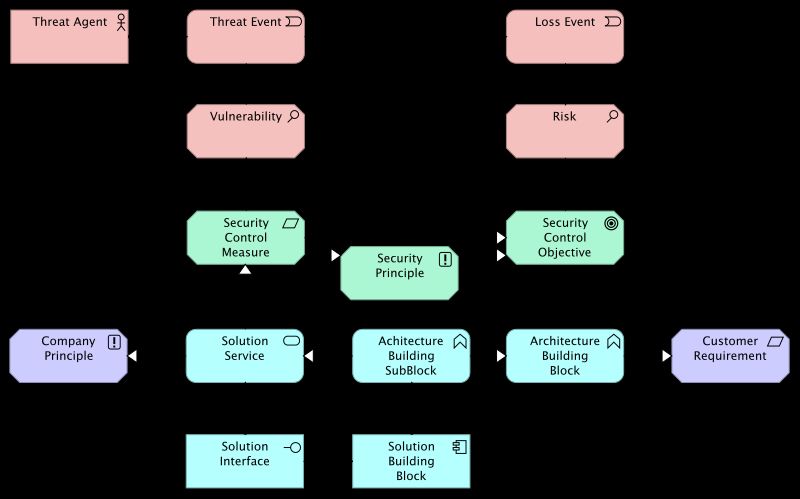 Threat Agent
Threat Event
Loss Event
Vulnerability
Risk
Security
Control
Measure
Security
Principle
Security
Control
Objective
Company
Principle
Solution
Service
Achitecture
Building
SubBlock
Architecture
Building
Block
Customer
Requirement
Solution
Interface
Solution
Building
Block